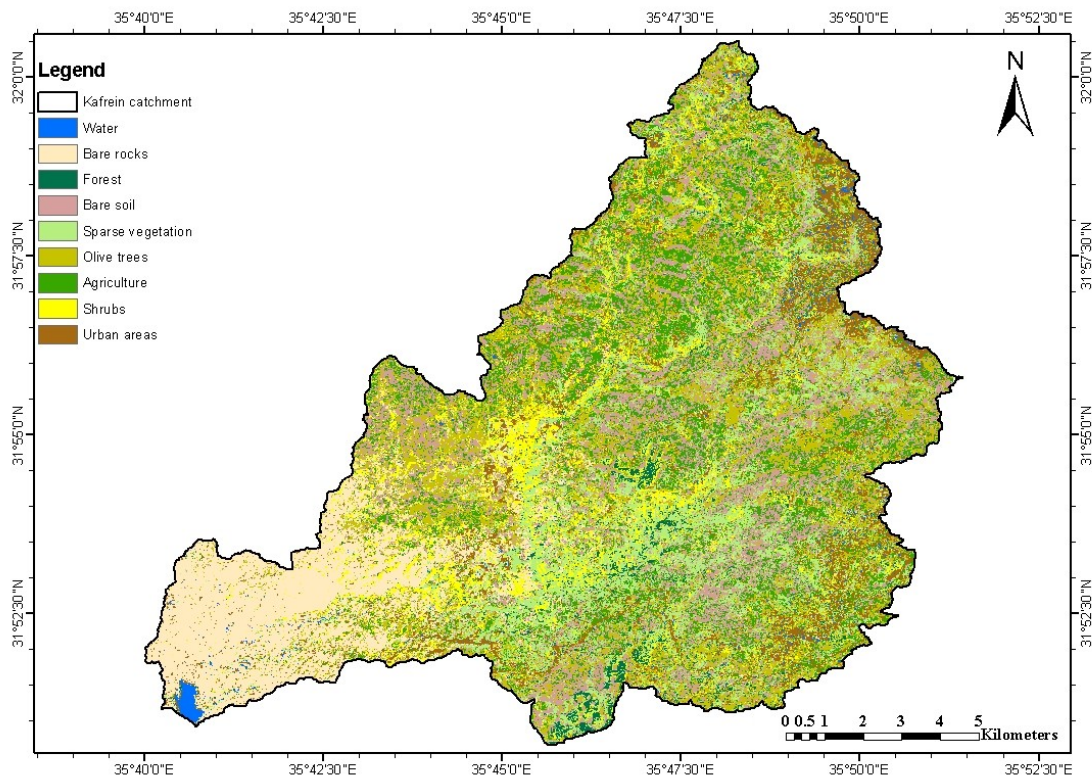 35°40'0"E 35°42'30"E 35°45'0"E 35°47'30"E 35°50'0"E 35°52'30"E
32°0'0"N
31°57'30"N
31°55'0"N
31°52'30"N
Legend
Kafrein catchment
Water
Bare rocks
Forest
Bare soil
Sparse vegetation
Olive trees
Agriculture
Shrubs
Urban areas
N
32°0'0"N
31°57'30"N
31°55'0"N
31°52'30"N
0 0.5 1 2 3 4 5
Kilometers
35°40'0"E 35°42'30"E 35°45'0"E 35°47'30"E 35°50'0"E 35°52'30"E